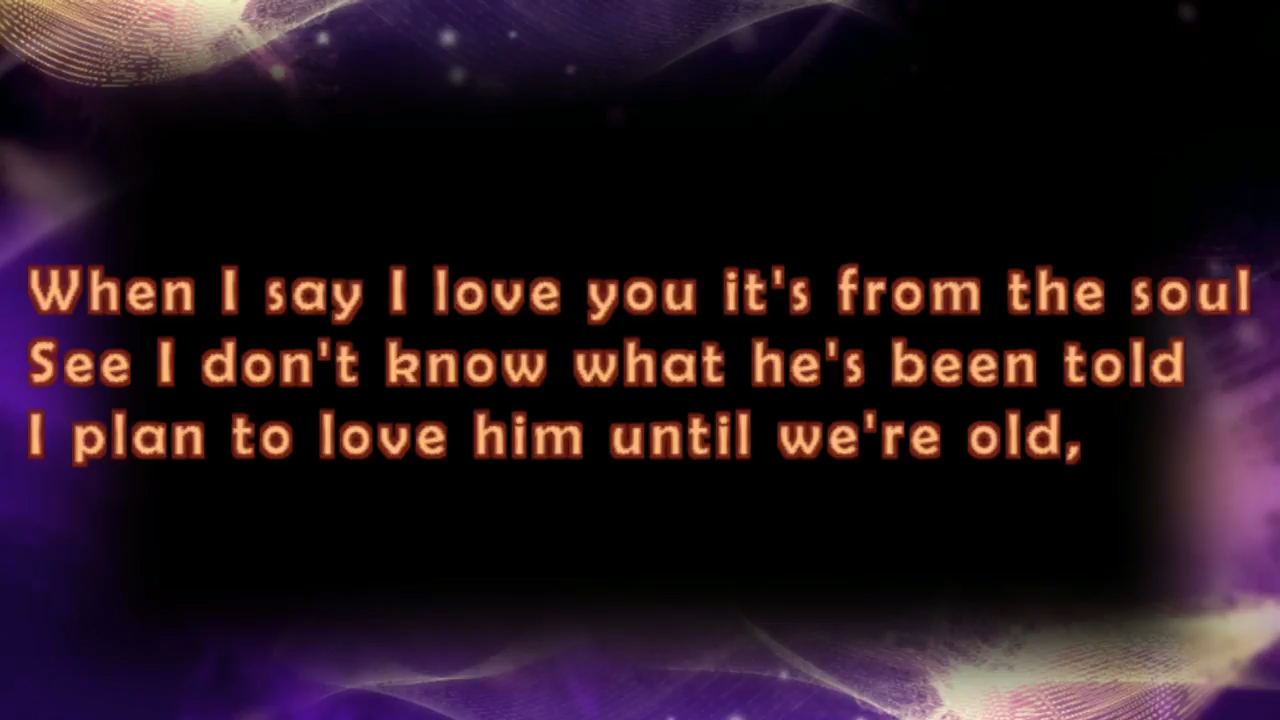 When I say I love you it's from the soul
See I don't know what he's been told
I plan to love him until we're old,